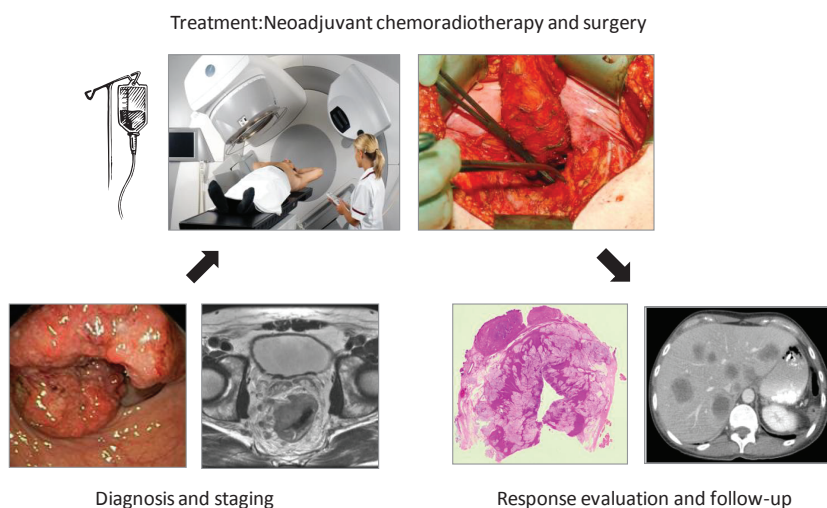 Treatment:Neoadjuvant chemoradiotherapy and surgery
Diagnosis and staging
Response evaluation and follow-up